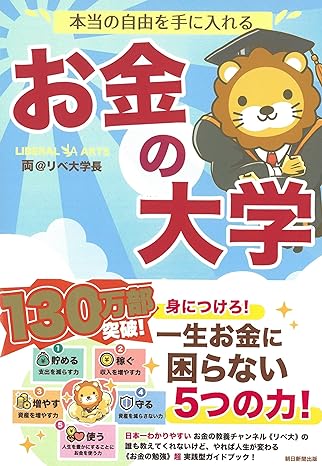 本当の自由を手に入れる
お金の
大学
LIBERAL ARTS
両@リベ大学長
130万部
突破!
身につけろ!
一生お金に
困らない
5つの力!
1
貯める
支出を減らす力
2
稼ぐ
収入を増やす力
3
増やす
資産を増やす力
4
守る
資産を減らさない力
5
使う
人生を豊かにすることに
お金を使う力
日本一わかりやすい お金の教養チャンネル《リベ大》の
誰も教えてくれないけど、やれば人生が変わる
《お金の勉強》超 実践型ガイドブック!
朝日新聞出版